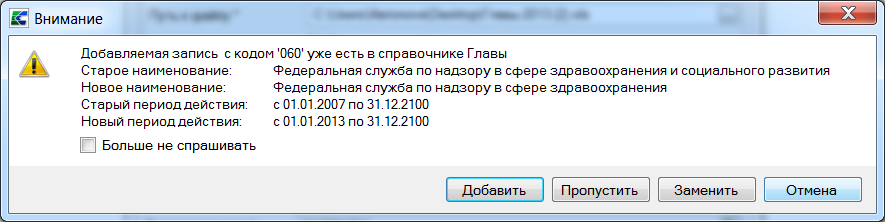 Внимание
Добавляемая запись с кодом '060' уже есть в справочнике Главы
Старое наименование: Федеральная служба по надзору в сфере здравоохранения и социального развития
Новое наименование: Федеральная служба по надзору в сфере здравоохранения
Старый период действия: с 01.01.2007 по 31.12.2100
Новый период действия: с 01.01.2013 по 31.12.2100
Больше не спрашивать
Добавить Пропустить Заменить Отмена